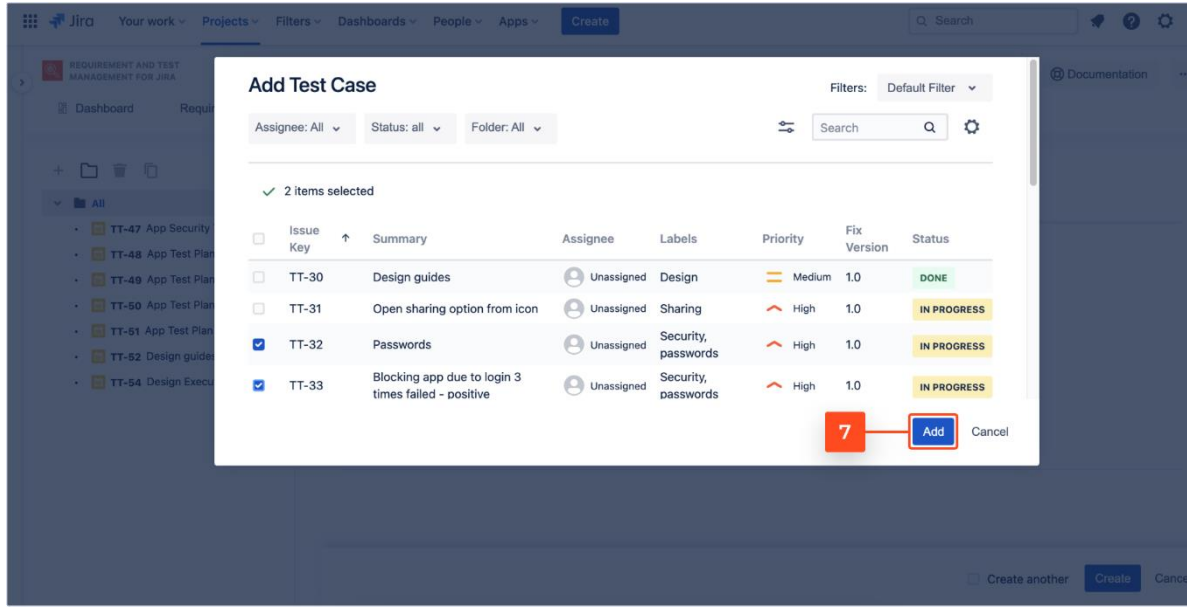 Jira Your work Projects Filters Dashboards People Apps Create Search
REQUIREMENT AND TEST
MANAGEMENT FOR JIRA
Documentation
Dashboard
Add Test Case
Filters: Default Filter
Assignee: All Status: all Folder: All Search
2 items selected
Issue Key Summary Assignee Labels Priority Fix Version Status
TT-30 Design guides Unassigned Design Medium 1.0 DONE
TT-31 Open sharing option from icon Unassigned Sharing High 1.0 IN PROGRESS
TT-32 Passwords Unassigned Security, passwords High 1.0 IN PROGRESS
TT-33 Blocking app due to login 3 times failed - positive Unassigned Security, passwords High 1.0 IN PROGRESS
7 Add Cancel
All
TT-47 App Security
TT-48 App Test Plan
TT-49 App Test Plan
TT-50 App Test Plan
TT-51 App Test Plan
TT-52 Design guides
TT-54 Design Execu
Create another Create Cance